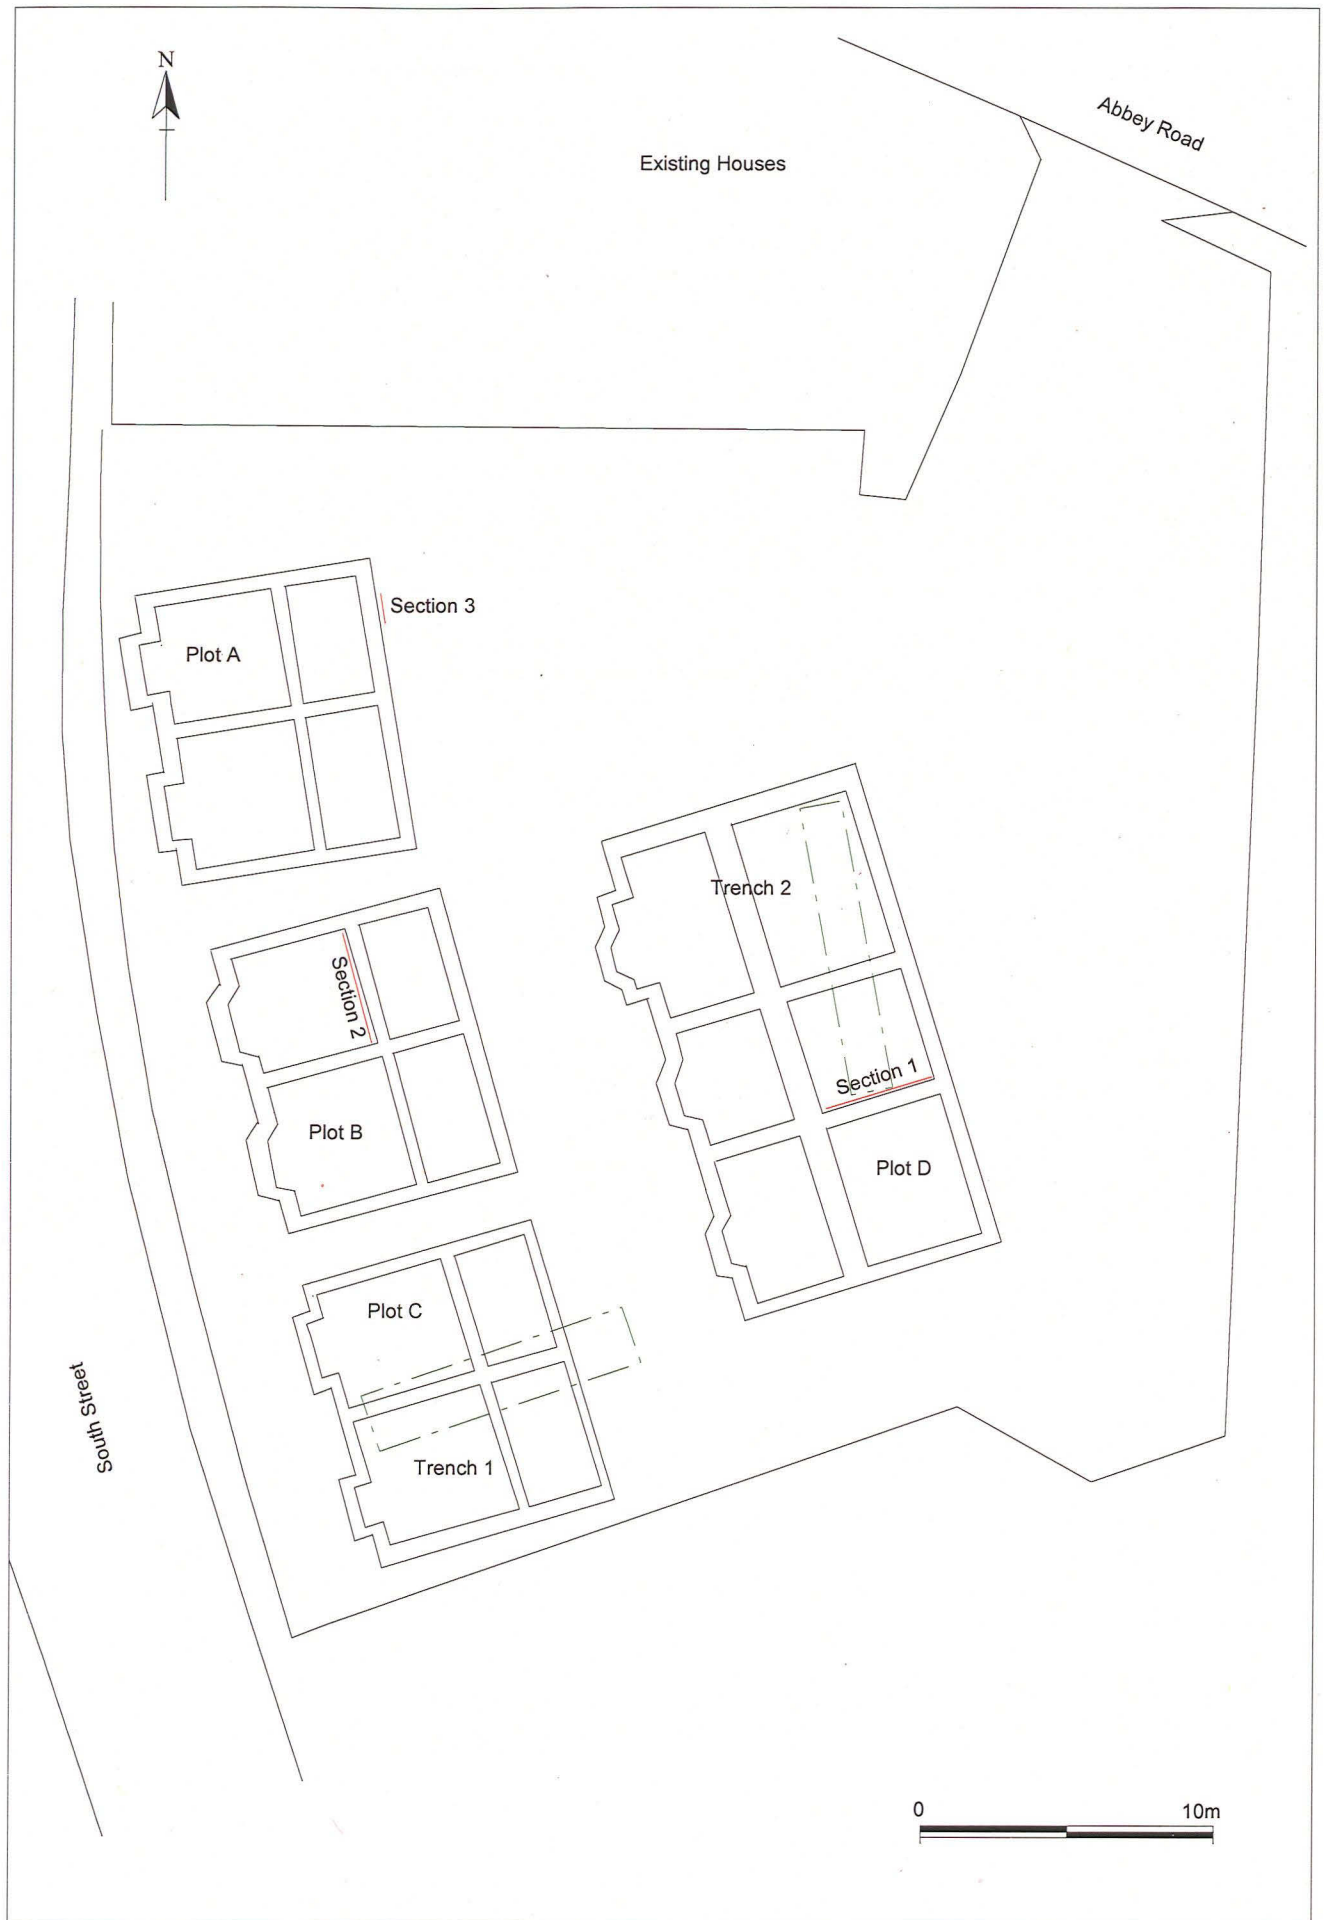 N
Abbey Road
Existing Houses
Section 3
Plot A
Trench 2
Section 2
Section 1
Plot B
Plot D
Plot C
South Street
Trench 1
0 10m